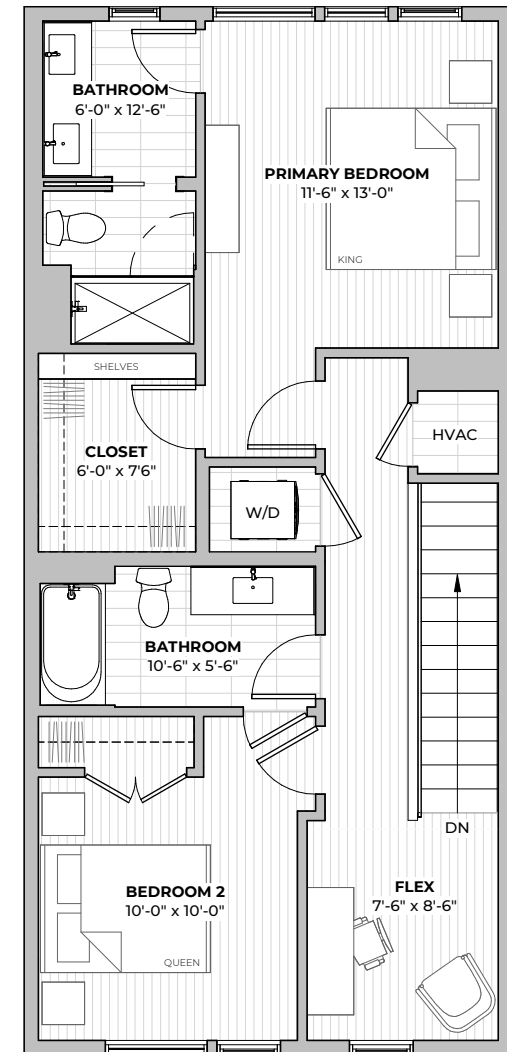 BATHROOM
6'-0" x 12'-6"
PRIMARY BEDROOM
11'-6" x 13'-0"
KING
SHELVES
CLOSET
6'-0" x 7'6"
HVAC
W/D
BATHROOM
10'-6" x 5'-6"
DN
BEDROOM 2
10'-0" x 10'-0"
QUEEN
FLEX
7'-6" x 8'-6"